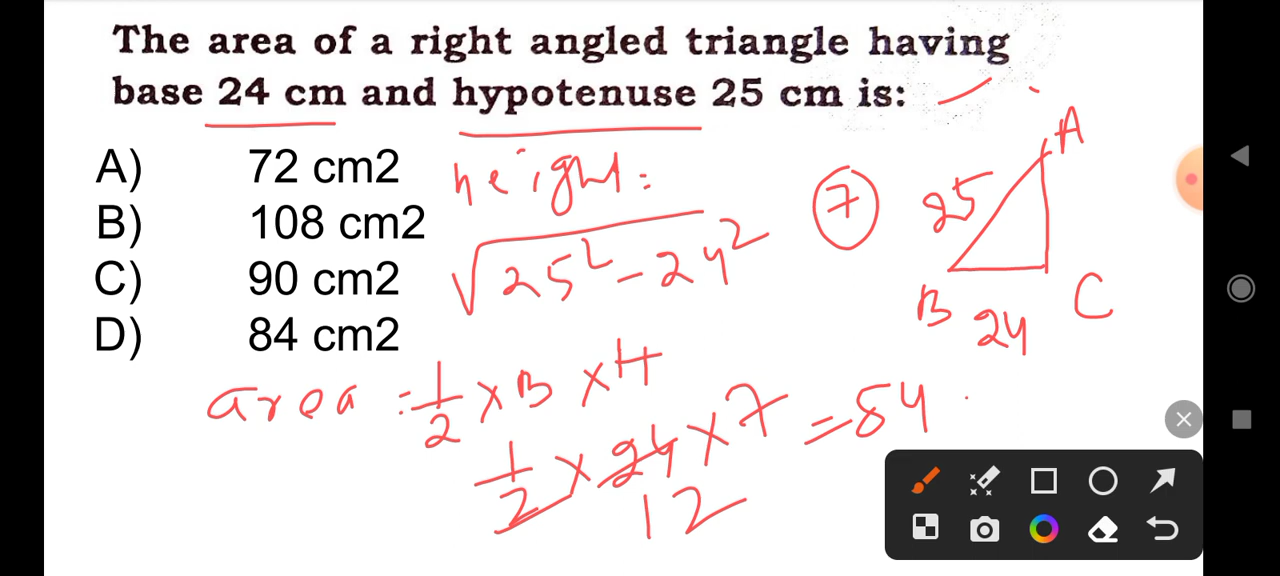 The area of a right angled triangle having
base 24 cm and hypotenuse 25 cm is:
A) 72 cm2
B) 108 cm2
C) 90 cm2
D) 84 cm2
height:
√25² - 24²
7
A
25
B
24
C
area = 1/2 × B × H
1/2 × 24 × 7 = 84
12